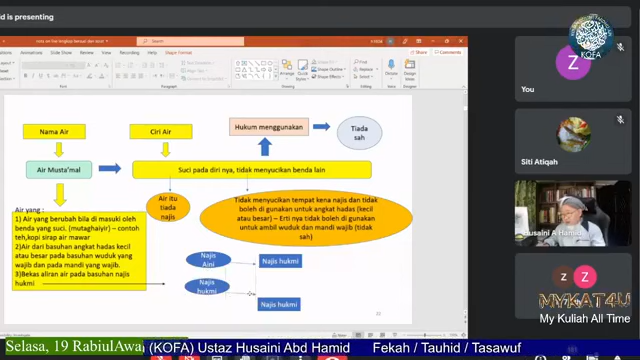 d is presenting
Nama Air
Ciri Air
Hukum menggunakan
Tiada
sah
Air Musta'mal
Suci pada diri nya, tidak menyucikan benda lain
Air yang :
1) Air yang berubah bila di masuki oleh
benda yang suci. (mutaghaiyir) - contoh
teh,kopi sirap air mawar
2) Air dari basuhan angkat hadas kecil
atau besar pada basuhan wuduk yang
wajib dan pada mandi yang wajib.
3)Bekas aliran air pada basuhan najis
hukmi
Air itu
tiada
najis
Tidak menyucikan tempat kena najis dan tidak
boleh di gunakan untuk angkat hadas (kecil
atau besar) - Erti nya tidak boleh di gunakan
untuk ambil wuduk dan mandi wajib (tidak
sah)
Najis
Aini
Najis hukmi
Najis
hukmi
Najis hukmi
KOFA
Z
You
Siti Atiqah
Husaini A Hamid
Z
MYKAT4U
My Kuliah All Time
Selasa, 19 RabiulAwa
(KOFA) Ustaz Husaini Abd Hamid
Fekah / Tauhid / Tasawuf